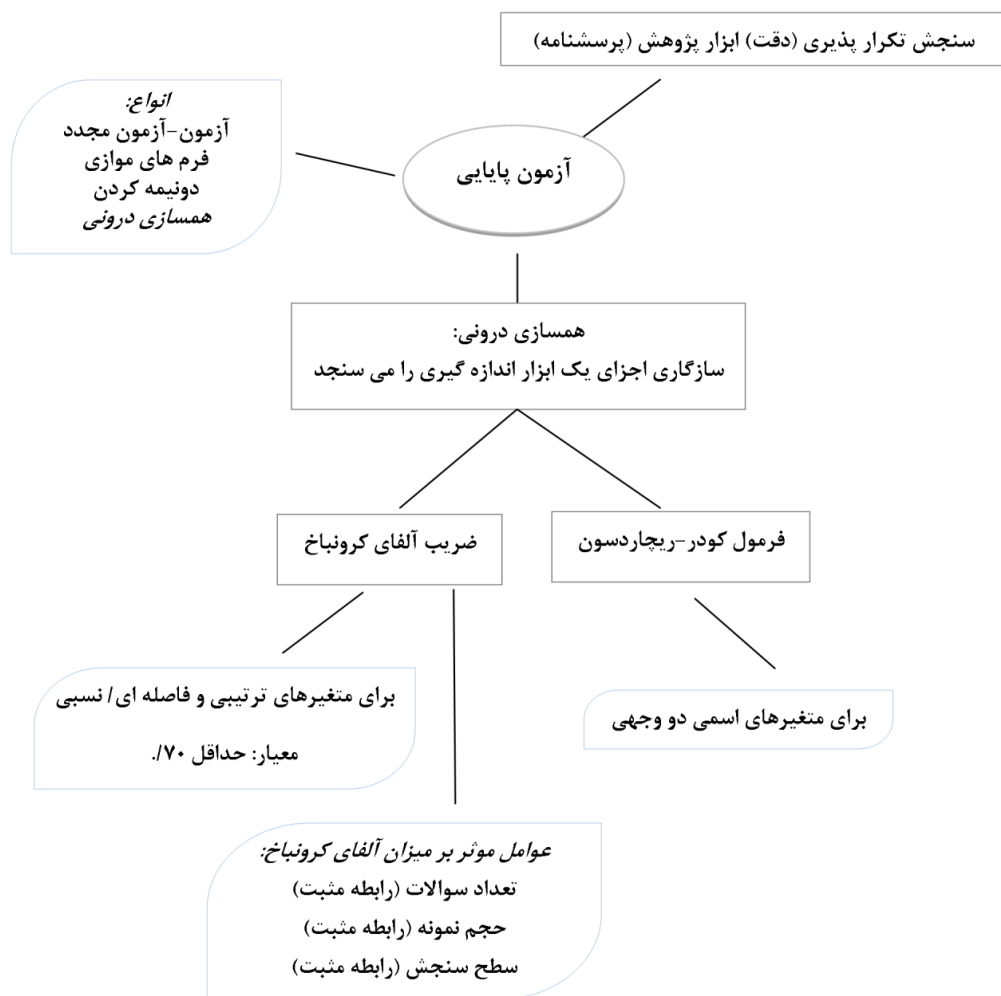 سنجش تکرار پذیری (دقت) ابزار پژوهش (پرسشنامه)
انواع:
آزمون-آزمون مجدد
فرم های موازی
دونیمه کردن
همسازی درونی
آزمون پایایی
همسازی درونی:
سازگاری اجزای یک ابزار اندازه گیری را می سنجد
فرمول کودر-ریچاردسون
ضریب آلفای کرونباخ
برای متغیرهای اسمی دو وجهی
برای متغیرهای ترتیبی و فاصله ای/ نسبی
معیار: حداقل ۷۰/.
عوامل موثر بر میزان آلفای کرونباخ:
تعداد سوالات (رابطه مثبت)
حجم نمونه (رابطه مثبت)
سطح سنجش (رابطه مثبت)